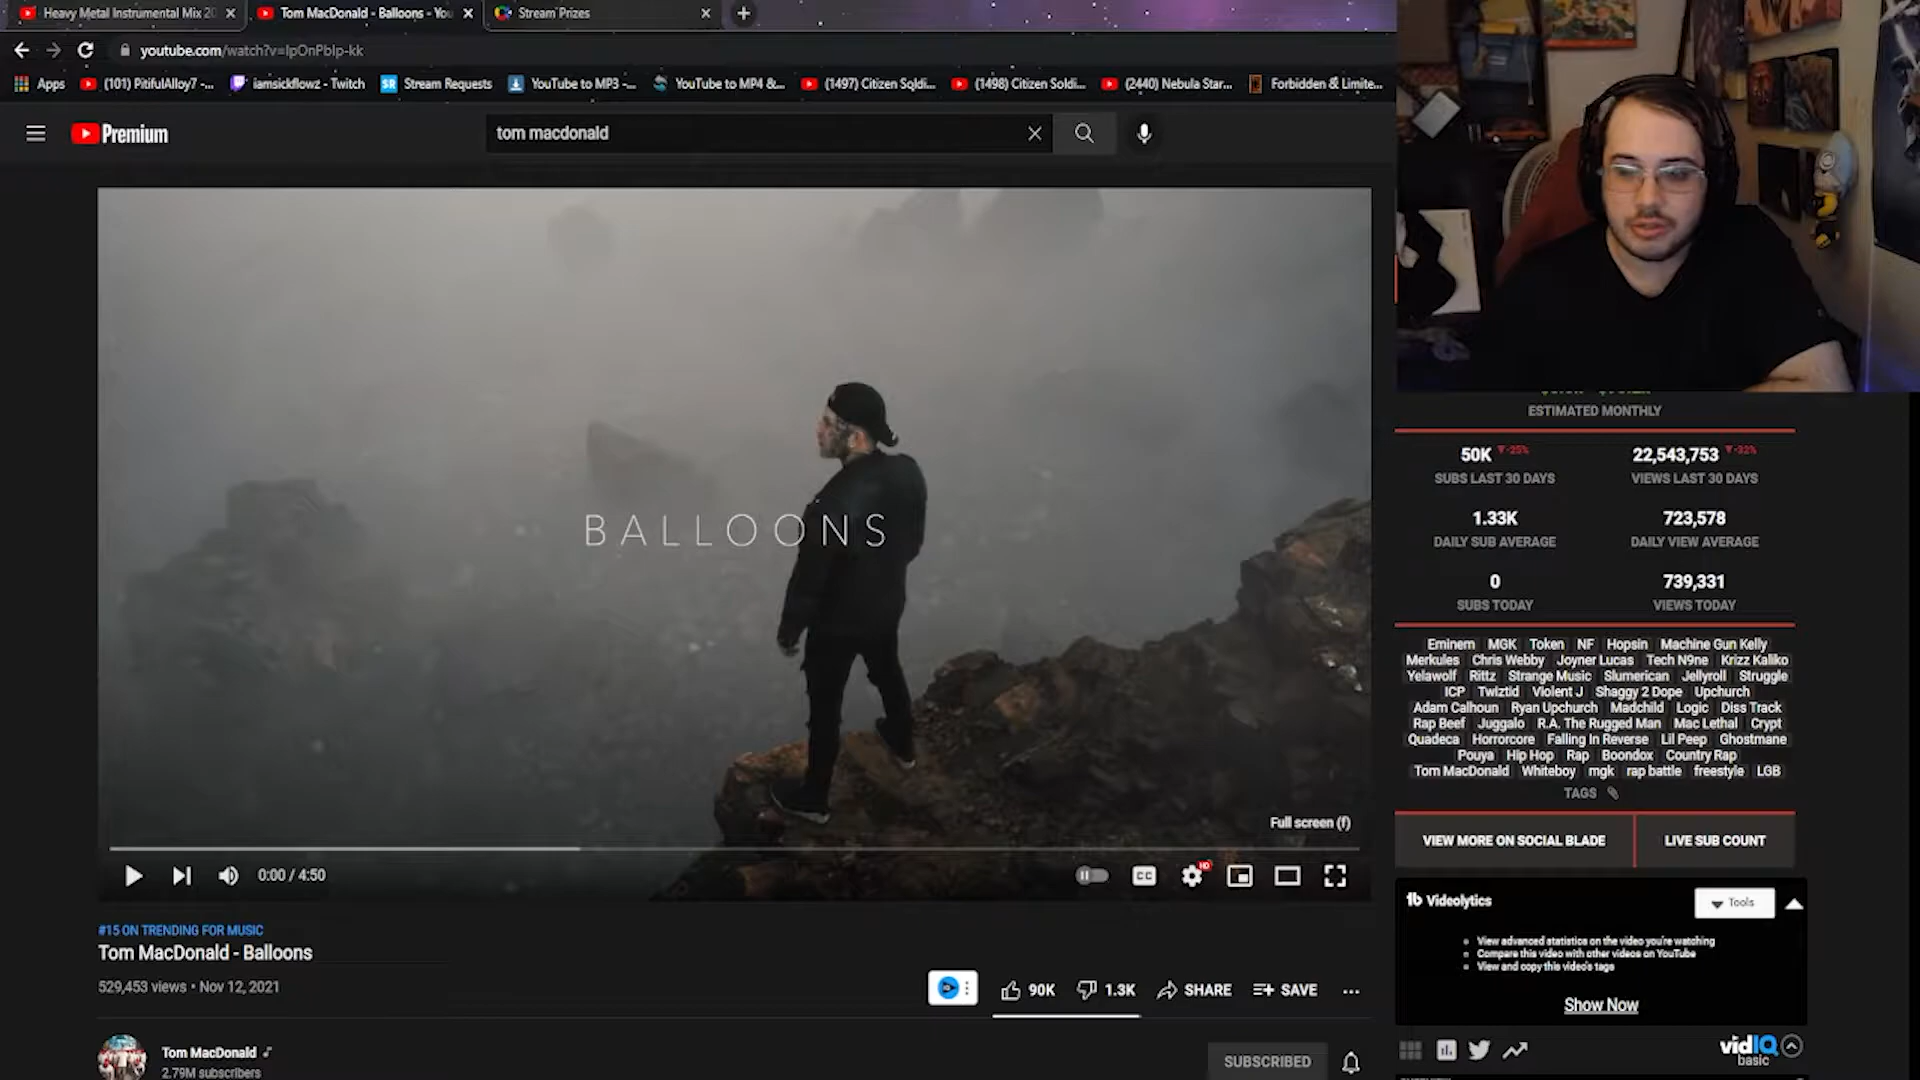 Heavy Metal Instrumental Mix 20
Tom MacDonald - Balloons - You
Stream Prizes
youtube.com/watch?v=IpOnPbIp-kk
Apps
(101) PitifulAlloy7 -...
iamsickflowz - Twitch
SR Stream Requests
YouTube to MP3 -...
YouTube to MP4 &...
(1497) Citizen Soldi...
(1498) Citizen Soldi...
(2440) Nebula Star...
Forbidden & Limite...
Premium
tom macdonald
BALLOONS
Full screen (f)
0:00 / 4:50
CC
HD
#15 ON TRENDING FOR MUSIC
Tom MacDonald - Balloons
529,453 views • Nov 12, 2021
90K
1.3K
SHARE
SAVE
Tom MacDonald
2.79M subscribers
SUBSCRIBED
ESTIMATED MONTHLY
50K -25%
22,543,753 -32%
SUBS LAST 30 DAYS
VIEWS LAST 30 DAYS
1.33K
723,578
DAILY SUB AVERAGE
DAILY VIEW AVERAGE
0
739,331
SUBS TODAY
VIEWS TODAY
Eminem MGK Token NF Hopsin Machine Gun Kelly
Merkules Chris Webby Joyner Lucas Tech N9ne Krizz Kaliko
Yelawolf Rittz Strange Music Slumerican Jellyroll Struggle
ICP Twiztid Violent J Shaggy 2 Dope Upchurch
Adam Calhoun Ryan Upchurch Madchild Logic Diss Track
Rap Beef Juggalo R.A. The Rugged Man Mac Lethal Crypt
Quadeca Horrorcore Falling In Reverse Lil Peep Ghostmane
Pouya Hip Hop Rap Boondox Country Rap
Tom MacDonald Whiteboy mgk rap battle freestyle LGB
TAGS
VIEW MORE ON SOCIAL BLADE
LIVE SUB COUNT
tb Videolytics
Tools
View advanced statistics on the video you're watching
Compare this video with other videos on YouTube
View and copy this video's tags
Show Now
vidIQ
basic